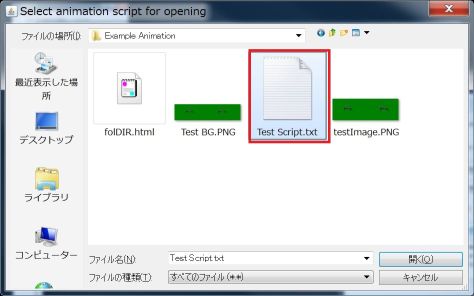 Select animation script for opening
ファイルの場所(I):
Example Animation
最近表示した場
所
デスクトップ
ライブラリ
コンピューター
folDIR.html
Test BG.PNG
Test Script.txt
testImage.PNG
ファイル名(N):
Test Script.txt
開く(O)
ファイルの種類(T):
すべてのファイル (*.*)
キャンセル